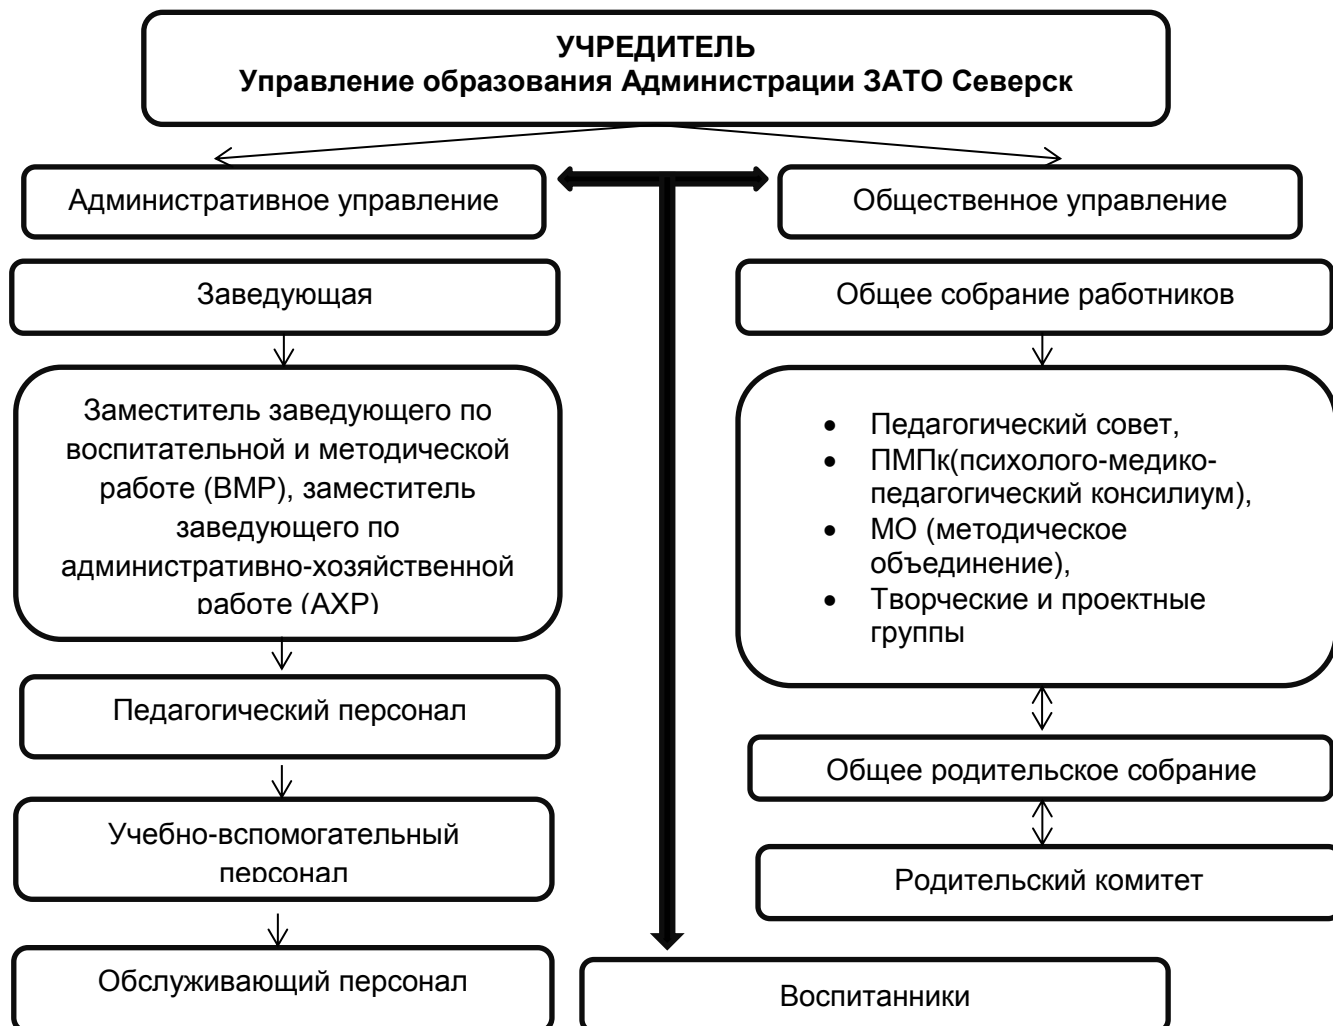 УЧРЕДИТЕЛЬ
Управление образования Администрации ЗАТО Северск
Административное управление
Общественное управление
Заведующая
Общее собрание работников
Заместитель заведующего по
воспитательной и методической
работе (ВМР), заместитель
заведующего по
административно-хозяйственной
работе (АХР)
• Педагогический совет,
• ПМПк(психолого-медико-
педагогический консилиум),
• МО (методическое
объединение),
• Творческие и проектные
группы
Педагогический персонал
Общее родительское собрание
Учебно-вспомогательный
персонал
Родительский комитет
Обслуживающий персонал
Воспитанники